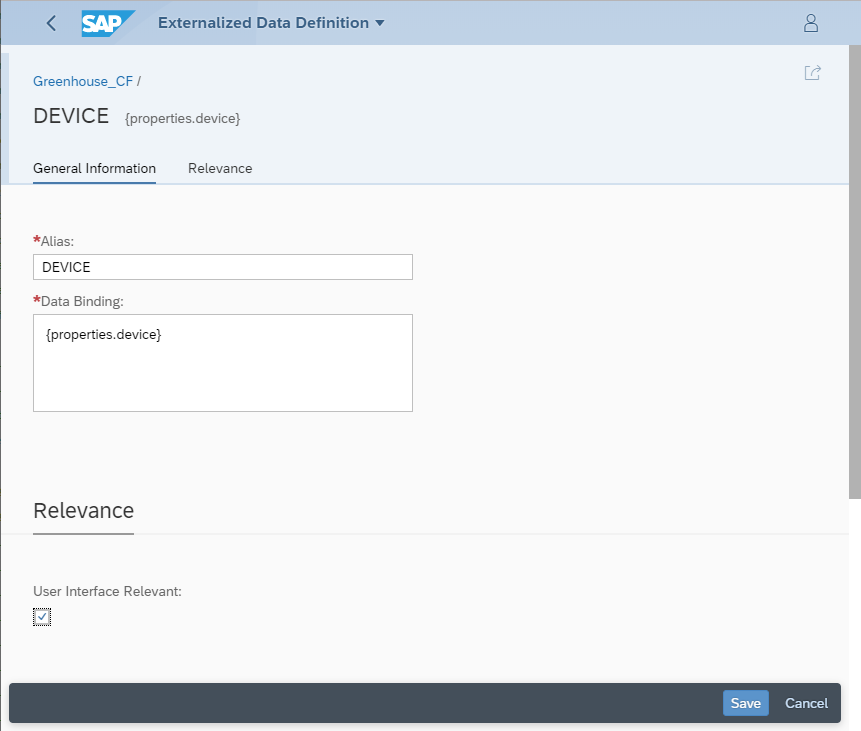 SAP Externalized Data Definition
Greenhouse_CF /
DEVICE {properties.device}
General Information Relevance
*Alias:
DEVICE
*Data Binding:
{properties.device}
Relevance
User Interface Relevant:
Save Cancel